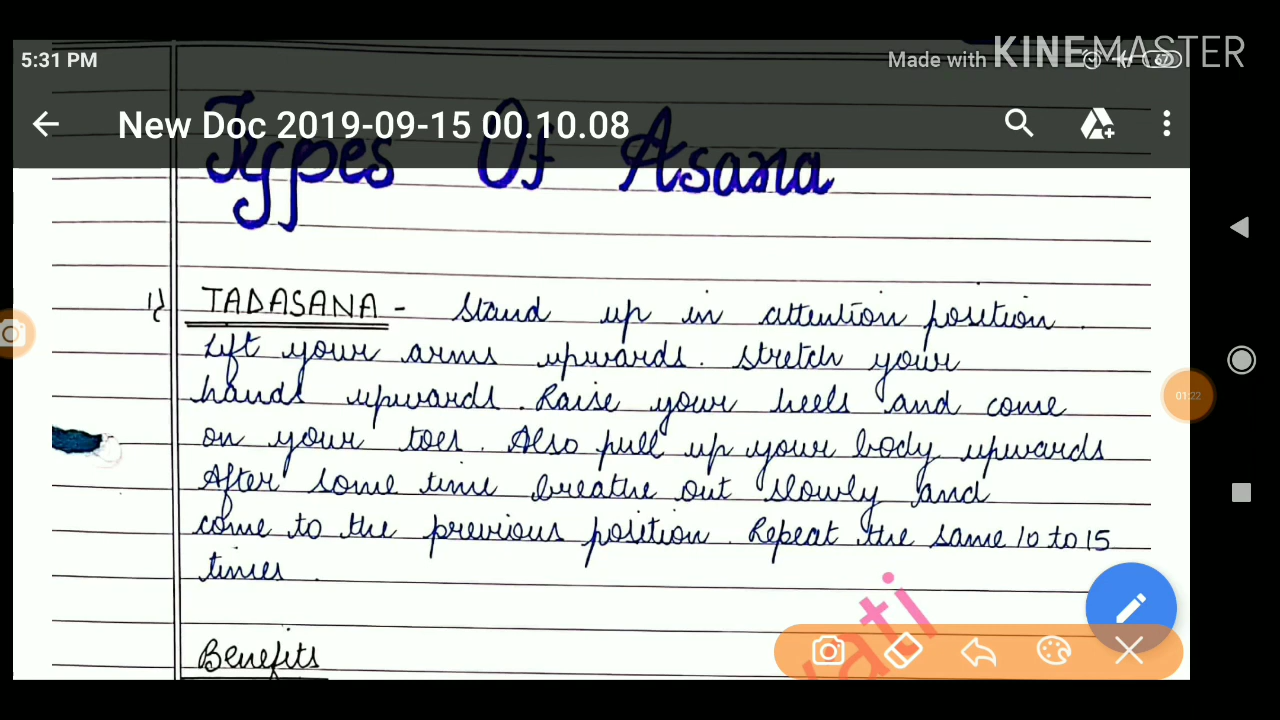 5:31 PM
Made with KINEMASTER
67
New Doc 2019-09-15 00.10.08
Types Of Asana
1) TADASANA - Stand up in attention position.
Lift your arms upwards. Stretch your
hands upwards. Raise your heels and come
01:22
on your toes. Also pull up your body upwards
After some time breathe out slowly and
come to the previous position. Repeat the same 10 to 15
times.
Benefits